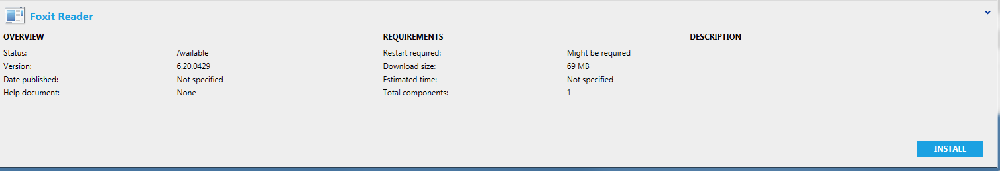 Foxit Reader
OVERVIEW REQUIREMENTS DESCRIPTION
Status: Available Restart required: Might be required
Version: 6.20.0429 Download size: 69 MB
Date published: Not specified Estimated time: Not specified
Help document: None Total components: 1
INSTALL